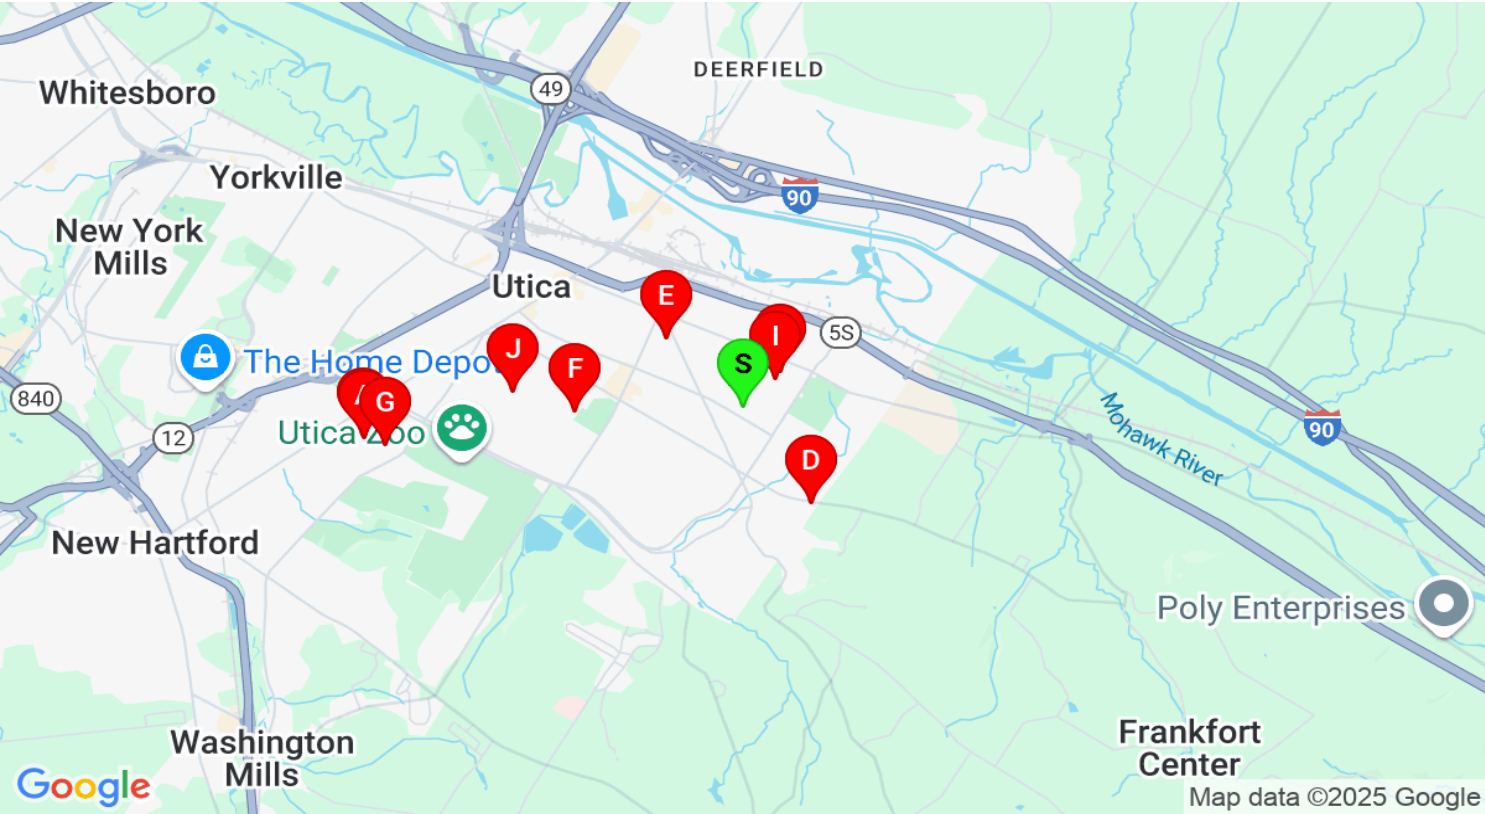 DEERFIELD
49
Whitesboro
Yorkville
90
New York
Mills
Utica
E
I
5S
J
S
F
The Home Depo
840
G
12
Utica Zoo
Mohawk River
90
D
New Hartford
Poly Enterprises
Washington
Mills
Frankfort
Center
Google
Map data ©2025 Google